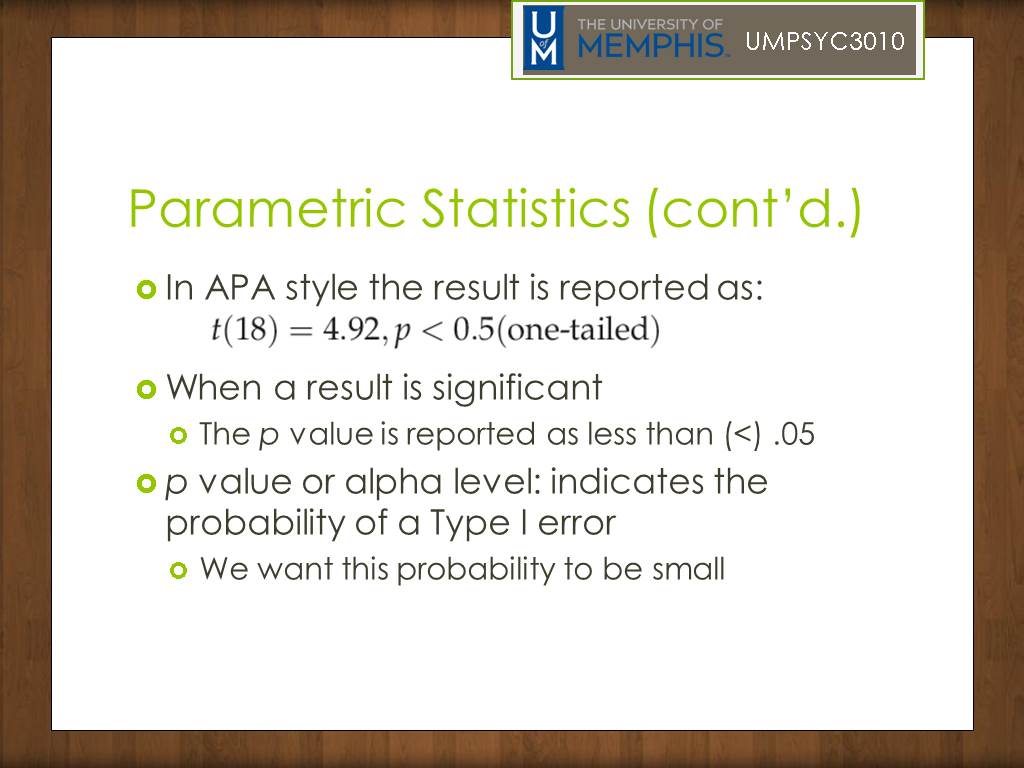 THE UNIVERSITY OF
MEMPHIS™
UofM
UMPSYC3010
Parametric Statistics (cont’d.)
In APA style the result is reported as:
t(18) = 4.92, p < 0.5(one-tailed)
When a result is significant
The p value is reported as less than (<) .05
p value or alpha level: indicates the
probability of a Type I error
We want this probability to be small